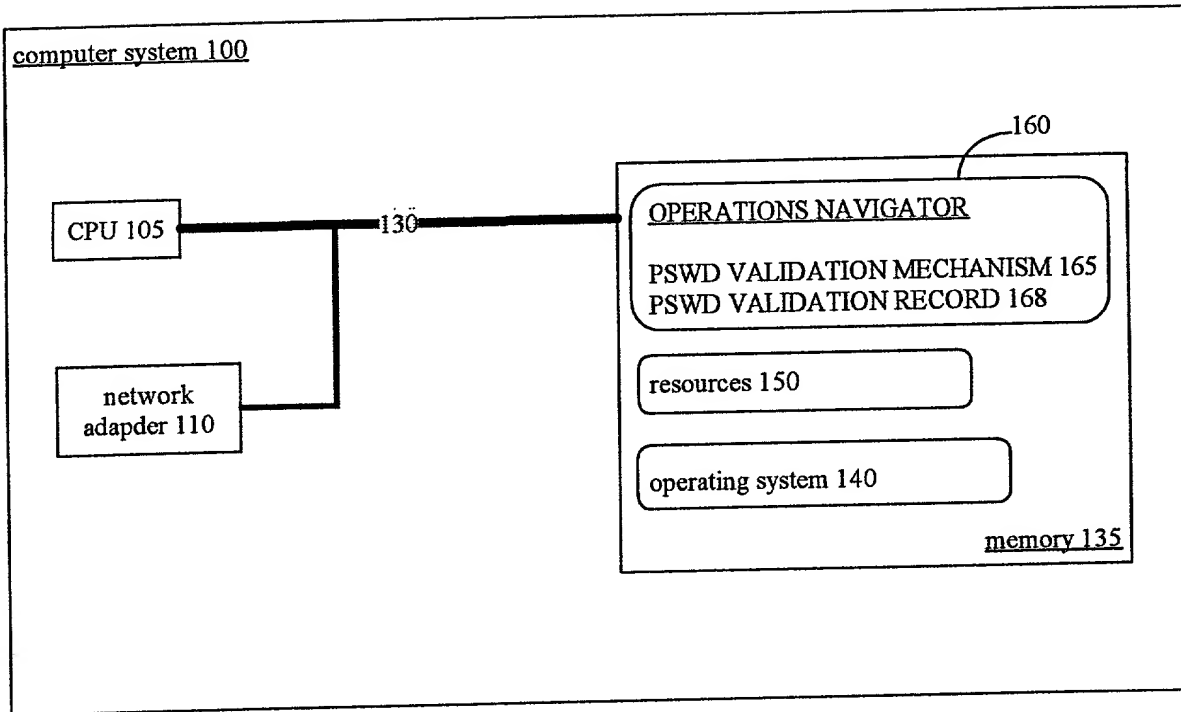 computer system 100
160
CPU 105
130
OPERATIONS NAVIGATOR
PSWD VALIDATION MECHANISM 165
PSWD VALIDATION RECORD 168
network
adapder 110
resources 150
operating system 140
memory 135